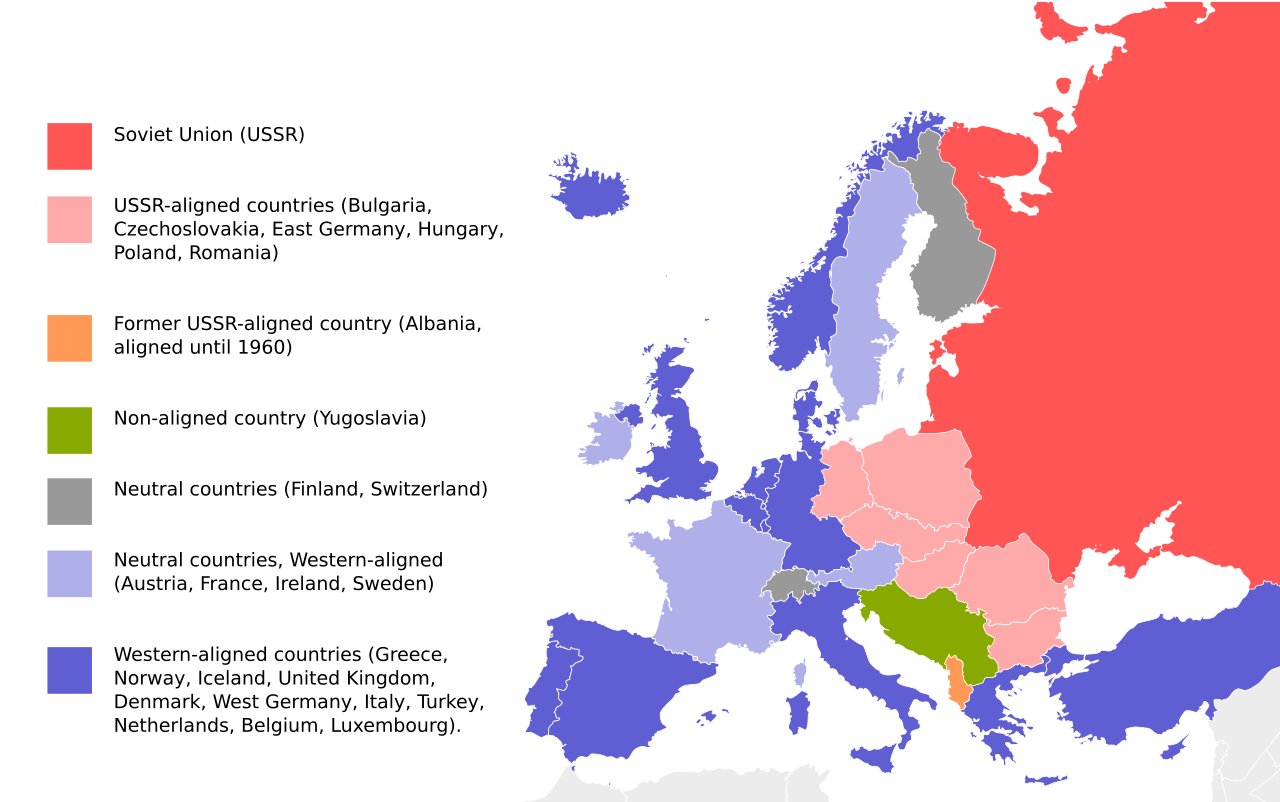 Soviet Union (USSR)
USSR-aligned countries (Bulgaria,
Czechoslovakia, East Germany, Hungary,
Poland, Romania)
Former USSR-aligned country (Albania,
aligned until 1960)
Non-aligned country (Yugoslavia)
Neutral countries (Finland, Switzerland)
Neutral countries, Western-aligned
(Austria, France, Ireland, Sweden)
Western-aligned countries (Greece,
Norway, Iceland, United Kingdom,
Denmark, West Germany, Italy, Turkey,
Netherlands, Belgium, Luxembourg).